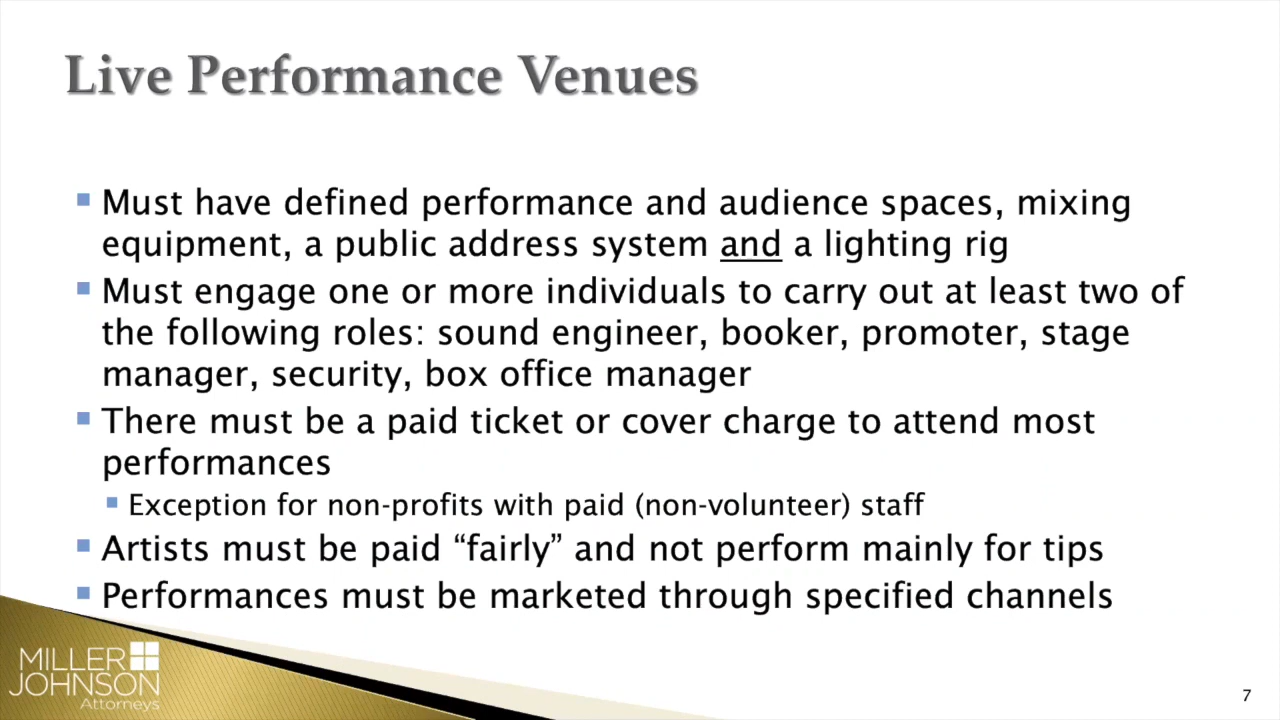 Live Performance Venues
Must have defined performance and audience spaces, mixing
equipment, a public address system and a lighting rig
Must engage one or more individuals to carry out at least two of
the following roles: sound engineer, booker, promoter, stage
manager, security, box office manager
There must be a paid ticket or cover charge to attend most
performances
Exception for non-profits with paid (non-volunteer) staff
Artists must be paid “fairly” and not perform mainly for tips
Performances must be marketed through specified channels
MILLER
JOHNSON
Attorneys
7